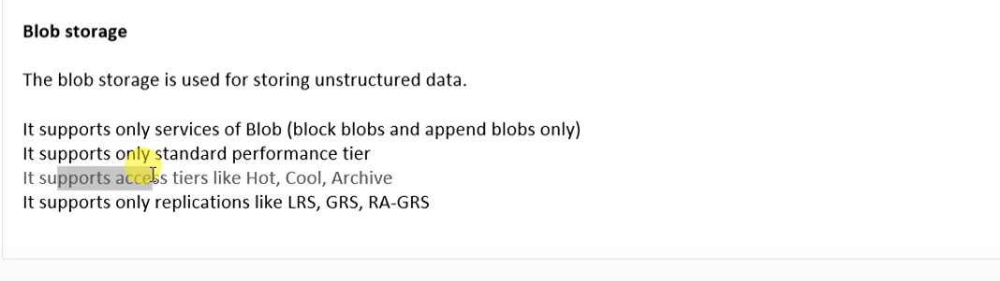 Blob storage
The blob storage is used for storing unstructured data.
It supports only services of Blob (block blobs and append blobs only)
It supports only standard performance tier
It supports access tiers like Hot, Cool, Archive
It supports only replications like LRS, GRS, RA-GRS